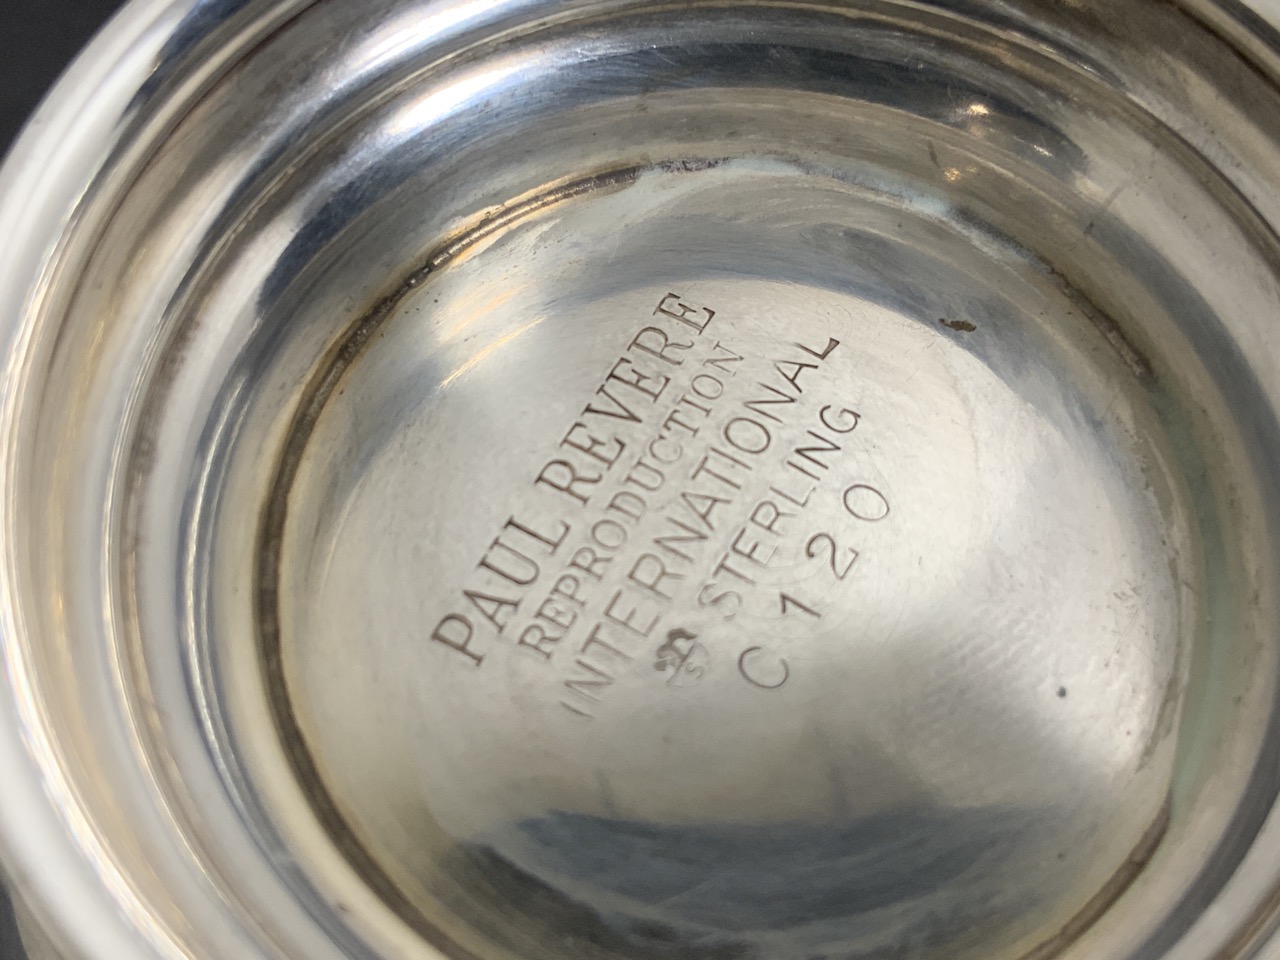 PAUL REVERE
REPRODUCTION
INTERNATIONAL
STERLING
C120